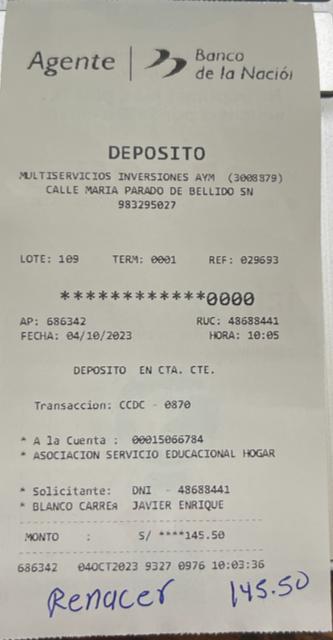 Agente | Banco
de la Nación
DEPOSITO
MULTISERVICIOS INVERSIONES AYM (3008879)
CALLE MARIA PARADO DE BELLIDO SN
983295027
LOTE: 109 TERM: 0001 REF: 029693
************0000
AP: 686342 RUC: 48688441
FECHA: 04/10/2023 HORA: 10:05
DEPOSITO EN CTA. CTE.
Transaccion: CCDC - 0870
* A la Cuenta : 00015066784
* ASOCIACION SERVICIO EDUCACIONAL HOGAR
* Solicitante: DNI - 48688441
* BLANCO CARREA JAVIER ENRIQUE
MONTO : S/ ****145.50
686342 04OCT2023 9327 0976 10:03:36
Renacer 145.50